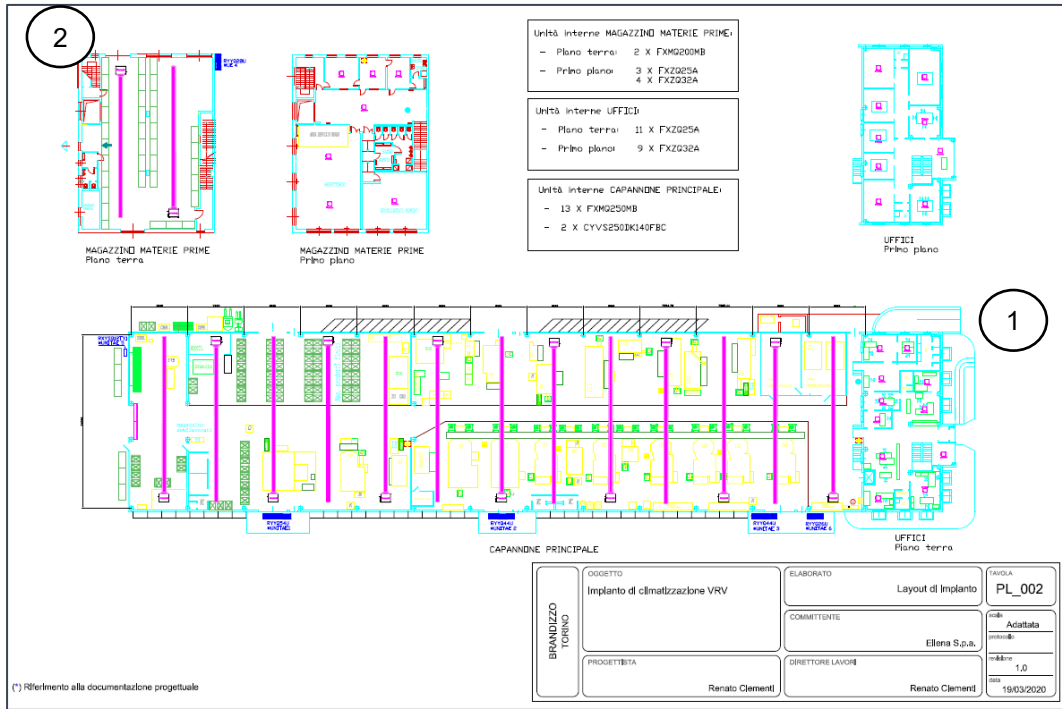 2
Unità interne MAGAZZINO MATERIE PRIME:
- Piano terra: 2 X FXMQ200MB
- Primo piano: 3 X FXZQ25A
4 X FXZQ32A
Unità interne UFFICI:
- Piano terra: 11 X FXZQ25A
- Primo piano: 9 X FXZQ32A
Unità interne CAPANNONE PRINCIPALE:
- 13 X FXMQ250MB
- 2 X CYVS250DK140FBC
MAGAZZINO MATERIE PRIME
Piano terra
MAGAZZINO MATERIE PRIME
Primo piano
UFFICI
Primo piano
1
CAPANNONE PRINCIPALE
UFFICI
Piano terra
BRANDIZZO
TORINO
OGGETTO
Impianto di climatizzazione VRV
ELABORATO
Layout di Impianto
TAVOLA
PL_002
COMMITTENTE
Ellena S.p.a.
scala
Adattata
protocollo
PROGETTISTA
Renato Clementi
DIRETTORE LAVORI
Renato Clementi
revisione
1,0
data
19/03/2020
(*) Riferimento alla documentazione progettuale